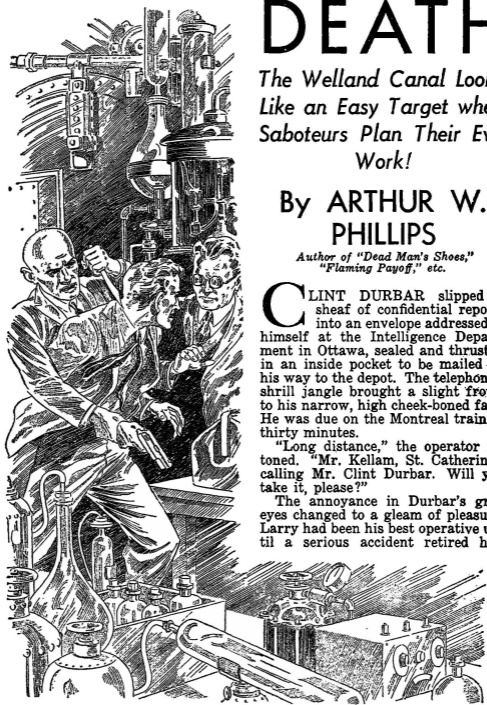 DEATH
The Welland Canal Loo
Like an Easy Target whe
Saboteurs Plan Their Ev
Work!
By ARTHUR W.
PHILLIPS
Author of "Dead Man's Shoes,"
"Flaming Payoff," etc.
CLINT DURBAR slipped
sheaf of confidential repo
into an envelope addressed
himself at the Intelligence Depa
ment in Ottawa, sealed and thrust
in an inside pocket to be mailed
his way to the depot. The telephon
shrill jangle brought a slight fro
to his narrow, high cheek-boned fa
He was due on the Montreal train
thirty minutes.
"Long distance," the operator
toned. "Mr. Kellam, St. Catherin
calling Mr. Clint Durbar. Will y
take it, please?"
The annoyance in Durbar's gr
eyes changed to a gleam of pleasu
Larry had been his best operative u
til a serious accident retired h